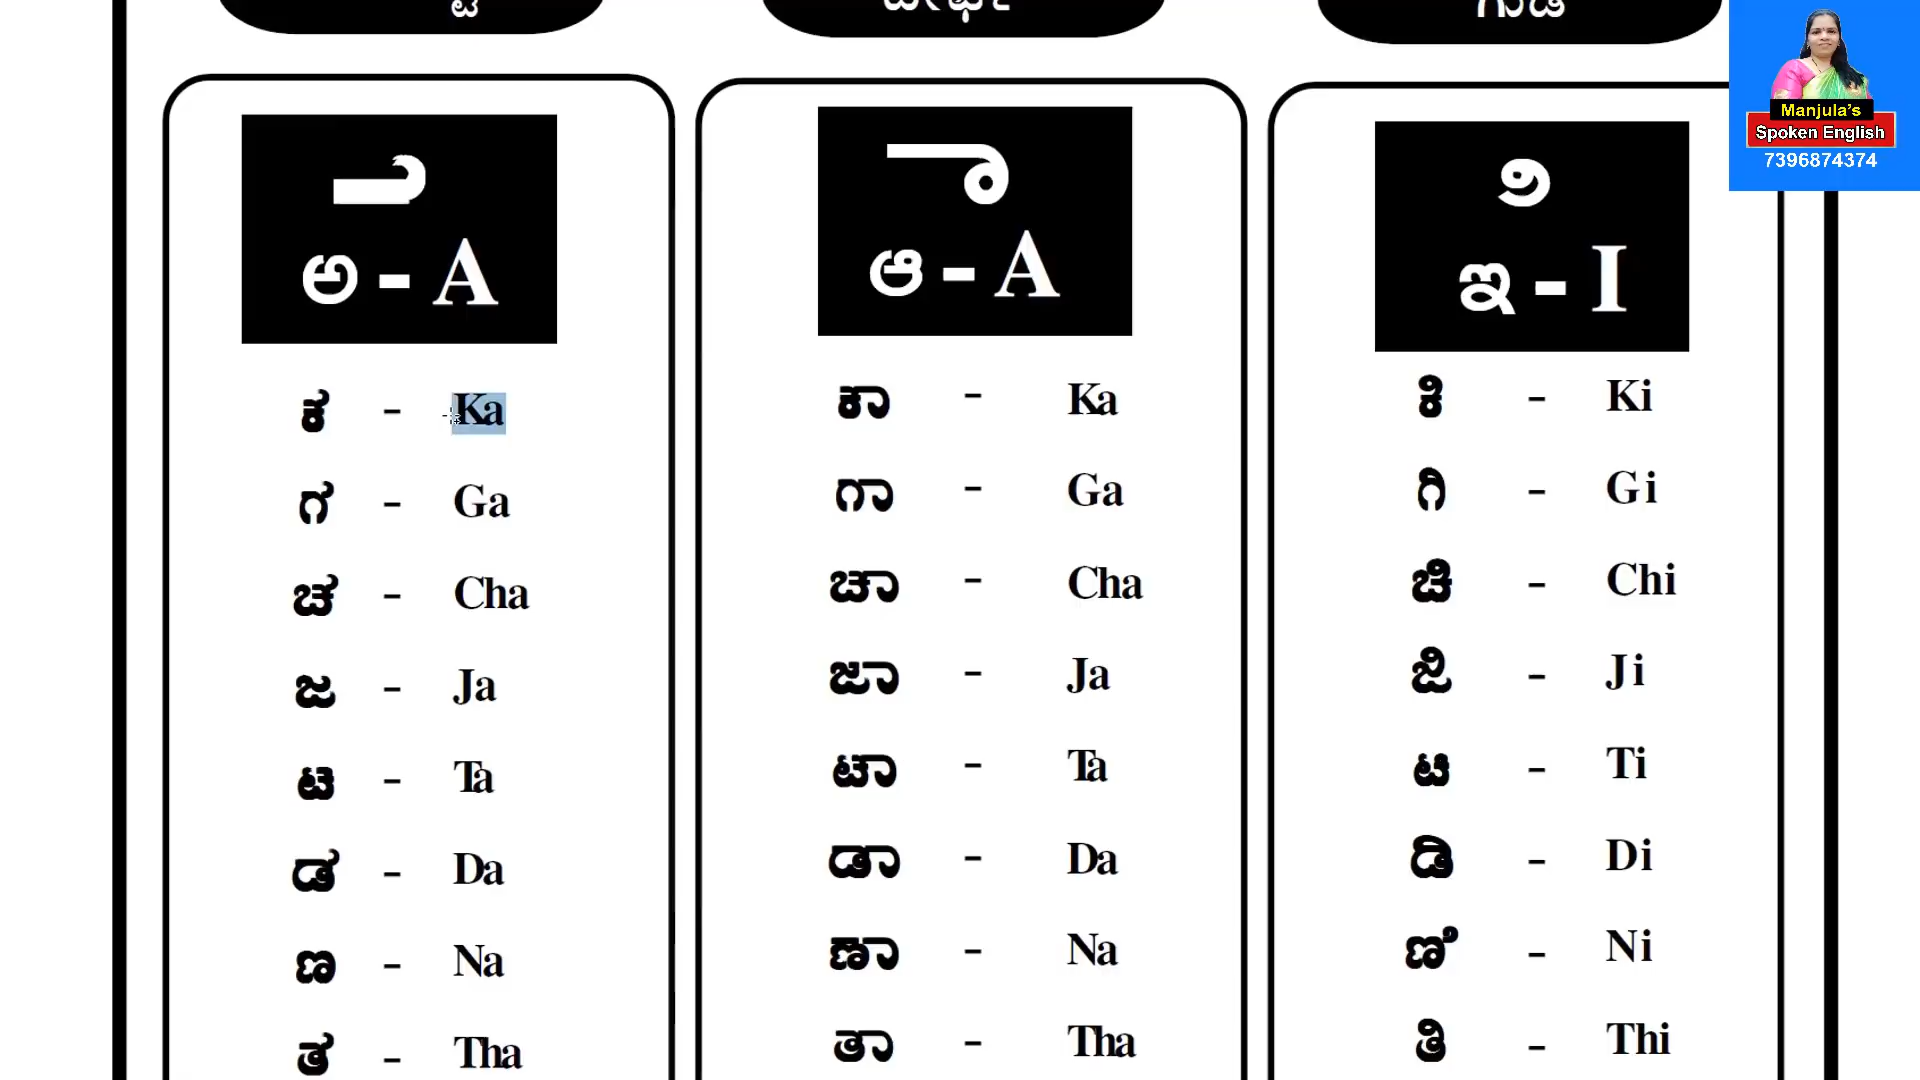 Manjula's
Spoken English
7396874374
ಅ - A
ಕ - Ka
ಗ - Ga
ಚ - Cha
ಜ - Ja
ಟ - Ta
ಡ - Da
ಣ - Na
ತ - Tha
ಾ
ಆ - A
ಕಾ - Ka
ಗಾ - Ga
ಚಾ - Cha
ಜಾ - Ja
ಟಾ - Ta
ಡಾ - Da
ಣಾ - Na
ತಾ - Tha
ಿ
ಇ - I
ಕಿ - Ki
ಗಿ - Gi
ಚಿ - Chi
ಜಿ - Ji
ಟಿ - Ti
ಡಿ - Di
ಣಿ - Ni
ತಿ - Thi